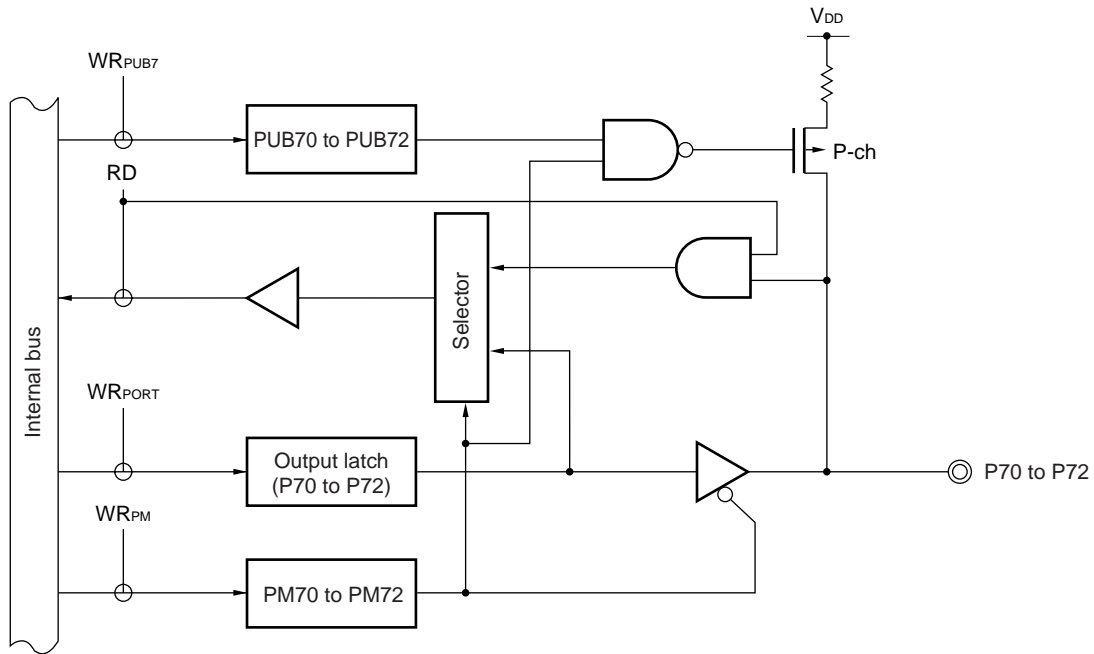 VDD
WRPUB7
PUB70 to PUB72
P-ch
RD
Selector
Internal bus
WRPORT
Output latch
(P70 to P72)
P70 to P72
WRPM
PM70 to PM72